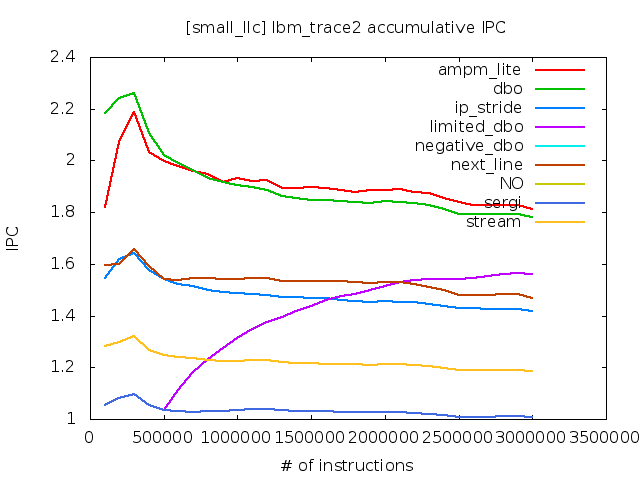 [small_llc] lbm_trace2 accumulative IPC
2.4
2.2
2
1.8
1.6
1.4
1.2
1
IPC
ampm_lite
dbo
ip_stride
limited_dbo
negative_dbo
next_line
NO
sergi
stream
0 500000 1000000 1500000 2000000 2500000 3000000 3500000
# of instructions